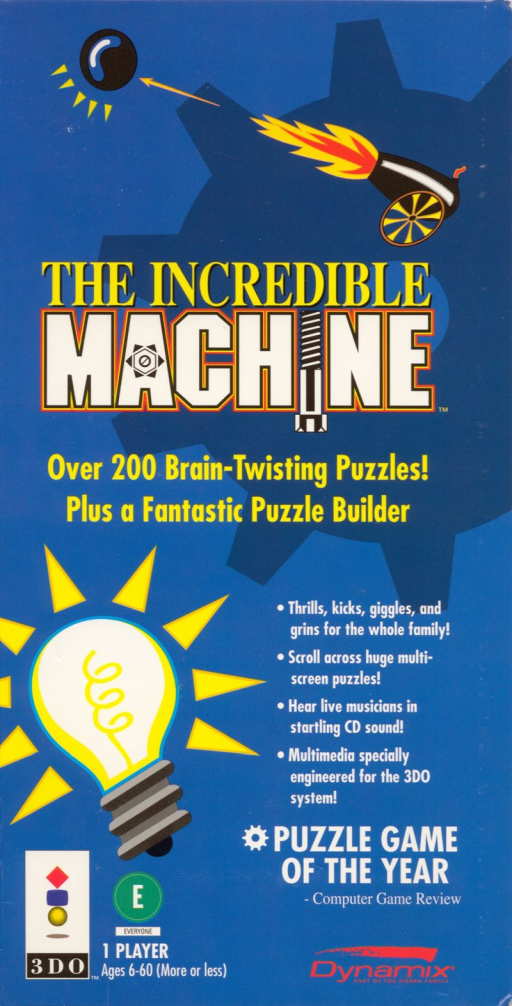 THE INCREDIBLE
MACHINE™
Over 200 Brain-Twisting Puzzles!
Plus a Fantastic Puzzle Builder
• Thrills, kicks, giggles, and
grins for the whole family!
• Scroll across huge multi-
screen puzzles!
• Hear live musicians in
startling CD sound!
• Multimedia specially
engineered for the 3DO
system!
PUZZLE GAME
OF THE YEAR
- Computer Game Review
E
EVERYONE
1 PLAYER
Ages 6-60 (More or less)
3DO™
Dynamix®
PART OF THE SIERRA FAMILY